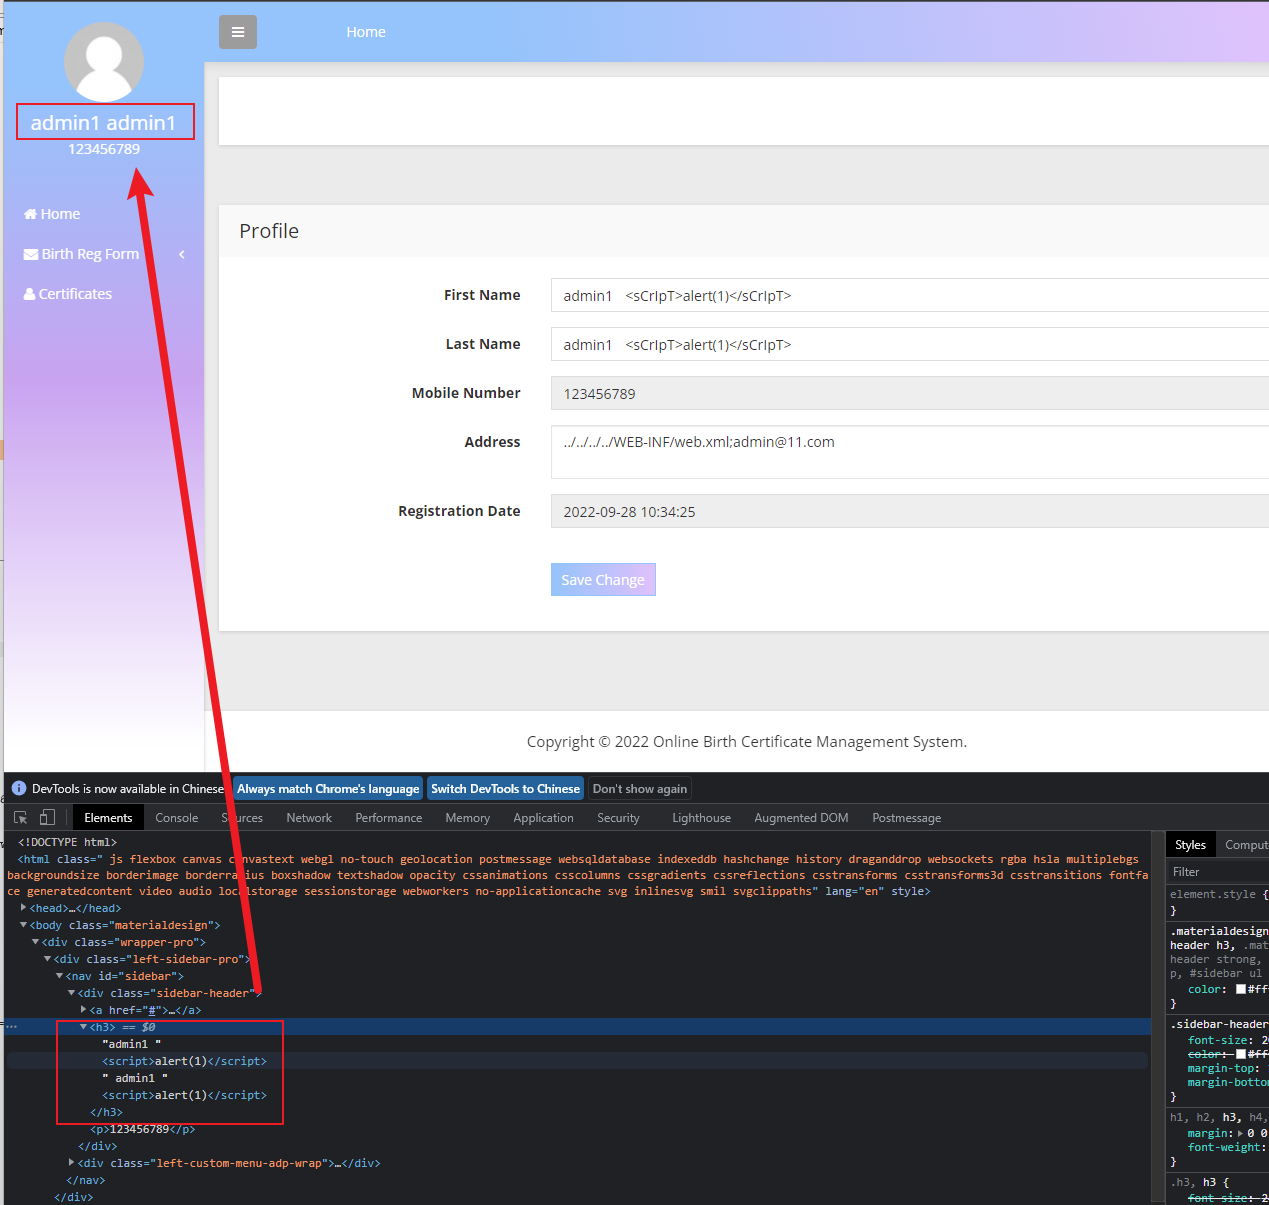 Home
admin1 admin1
123456789
Home
Birth Reg Form
Certificates
Profile
First Name
admin1 <sCrIpT>alert(1)</sCrIpT>
Last Name
admin1 <sCrIpT>alert(1)</sCrIpT>
Mobile Number
123456789
Address
../../../../WEB-INF/web.xml;admin@11.com
Registration Date
2022-09-28 10:34:25
Save Change
Copyright © 2022 Online Birth Certificate Management System.
DevTools is now available in Chinese
Always match Chrome's language
Switch DevTools to Chinese
Don't show again
Elements Console Sources Network Performance Memory Application Security Lighthouse Augmented DOM Postmessage
<!DOCTYPE html>
<html class=" js flexbox canvas canvastext webgl no-touch geolocation postmessage websqldatabase indexeddb hashchange history draganddrop websockets rgba hsla multiplebgs
backgroundsize borderimage borderradius boxshadow textshadow opacity cssanimations csscolumns cssgradients cssreflections csstransforms csstransforms3d csstransitions fontfa
ce generatedcontent video audio localstorage sessionstorage webworkers no-applicationcache svg inlinesvg smil svgclippaths" lang="en" style>
<head>…</head>
<body class="materialdesign">
<div class="wrapper-pro">
<div class="left-sidebar-pro">
<nav id="sidebar">
<div class="sidebar-header">
<a href="#">…</a>
<h3> == $0
"admin1 "
<script>alert(1)</script>
" admin1 "
<script>alert(1)</script>
</h3>
<p>123456789</p>
</div>
<div class="left-custom-menu-adp-wrap">…</div>
</nav>
</div>
Styles Comput
Filter
element.style {
}
.materialdesign
header h3, .mat
header strong,
p, #sidebar ul
color: #fff
}
.sidebar-header
font-size: 20
color: #fff
margin-top:
margin-botto
}
h1, h2, h3, h4,
margin: 0 0
font-weight:
}
.h3, h3 {
font-size: 2